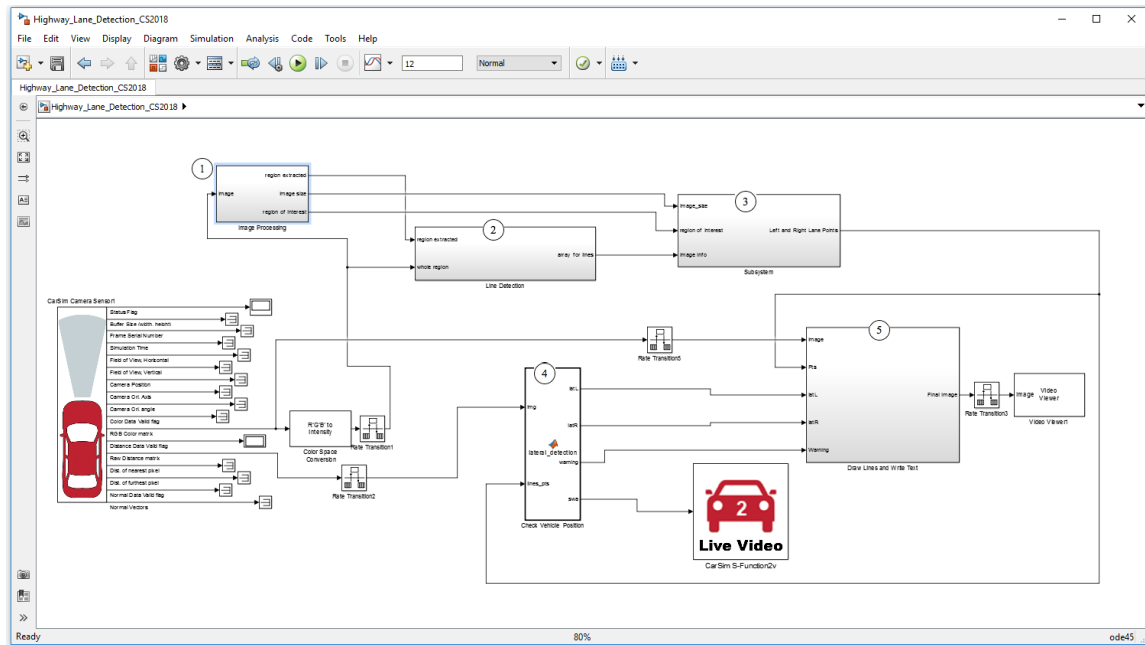 Highway_Lane_Detection_CS2018
File Edit View Display Diagram Simulation Analysis Code Tools Help
12 Normal
Highway_Lane_Detection_CS2018
Highway_Lane_Detection_CS2018
1
image
region extracted
image size
region of interest
Image Processing
2
region extracted
whole region
array for lines
Line Detection
3
image_size
region of interest
image info
Left and Right Lane Points
Subsystem
CarSim Camera Sensor1
Status Flag
Buffer Size (width, height)
Frame Serial Number
Simulation Time
Field of View, Horizontal
Field of View, Vertical
Camera Position
Camera Ori. Axis
Camera Ori. angle
Color Data Valid flag
RGB Color matrix
Distance Data Valid flag
Raw Distance matrix
Dist. of nearest pixel
Dist. of furthest pixel
Normal Data Valid flag
Normal Vectors
R'G'B' to
Intensity
Color Space
Conversion
Rate Transition1
Rate Transition2
Rate Transition5
4
img
lines_pts
lateral_detection
latL
latR
warning
swa
Check Vehicle Position
5
Image
Pts
latL
latR
Warning
Final Image
Draw Lines and Write Text
Rate Transition3
Image
Video
Viewer
Video Viewer1
2
Live Video
CarSim S-Function2v
Ready 80% ode45